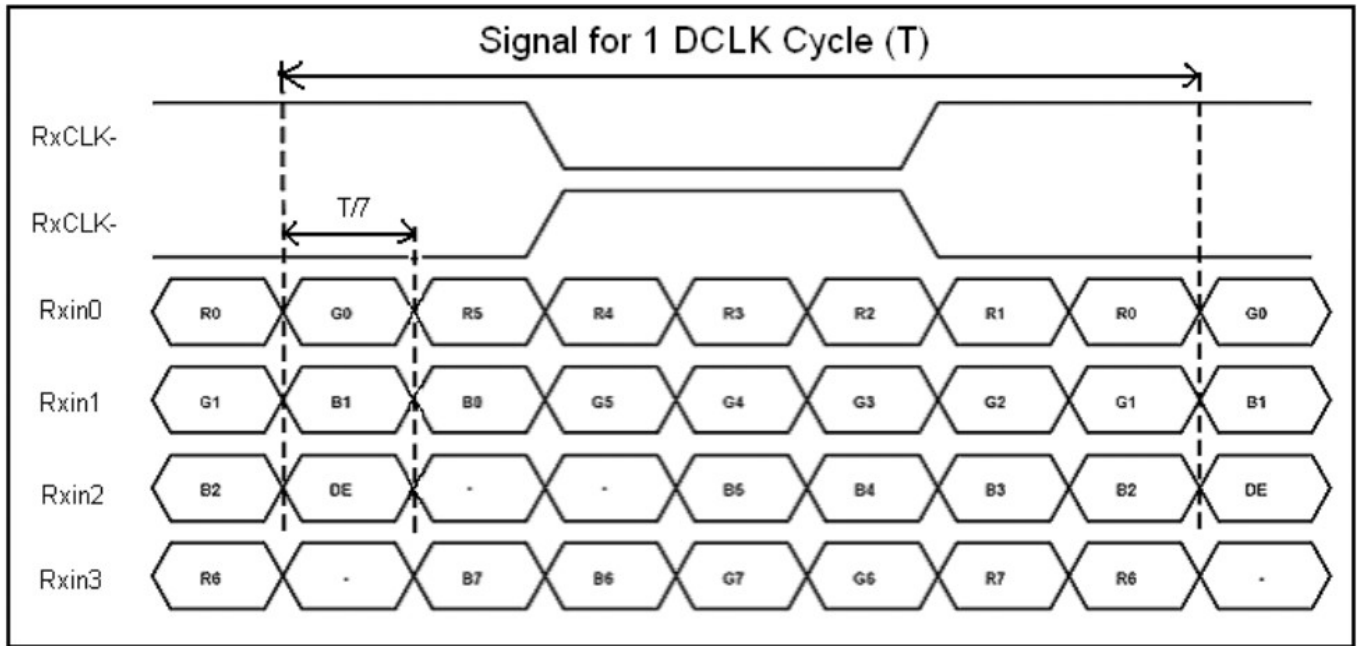 Signal for 1 DCLK Cycle (T)
RxCLK-
RxCLK-
T/7
Rxin0 R0 G0 R5 R4 R3 R2 R1 R0 G0
Rxin1 G1 B1 B0 G5 G4 G3 G2 G1 B1
Rxin2 B2 DE - - B5 B4 B3 B2 DE
Rxin3 R6 - B7 B6 G7 G6 R7 R6 -